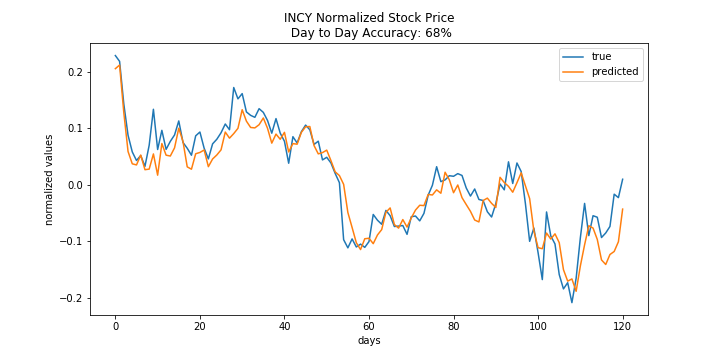 INCY Normalized Stock Price
Day to Day Accuracy: 68%
true
predicted
normalized values
0.2
0.1
0.0
−0.1
−0.2
0
20
40
60
80
100
120
days